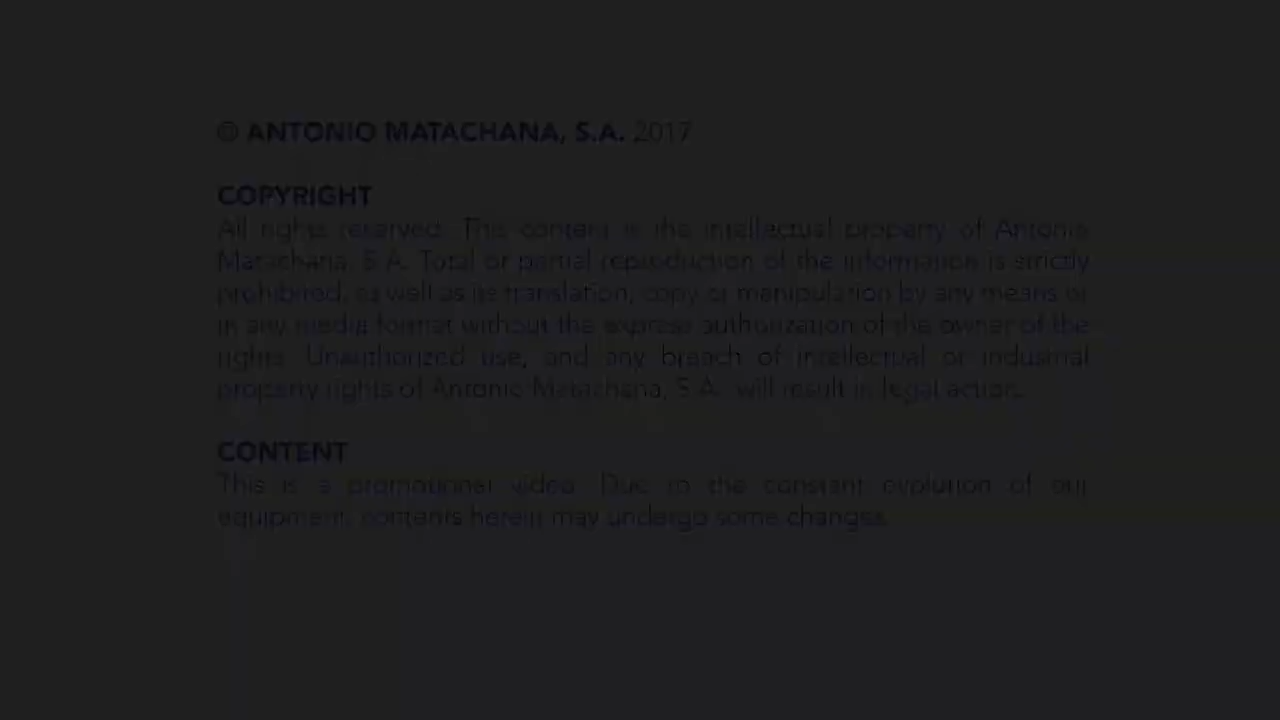 © ANTONIO MATACHANA, S.A. 2017
COPYRIGHT
All rights reserved. This content is the intellectual property of Antonio
Matachana, S.A. Total or partial reproduction of the information is strictly
prohibited, as well as its translation, copy or manipulation by any means or
in any media format without the express authorization of the owner of the
rights. Unauthorized use, and any breach of intellectual or industrial
property rights of Antonio Matachana, S.A. will result in legal action.
CONTENT
This is a promotional video. Due to the constant evolution of our
equipment, contents herein may undergo some changes.